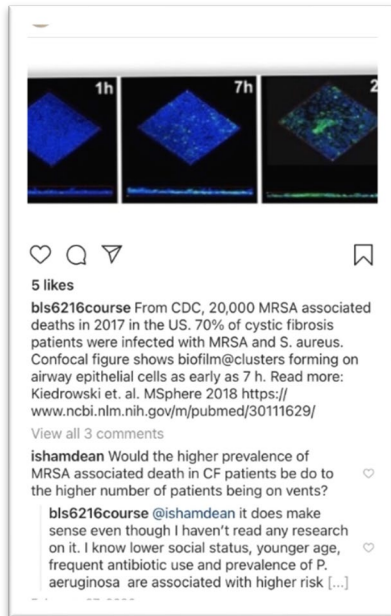 1h
7h
2
5 likes
bls6216course From CDC, 20,000 MRSA associated
deaths in 2017 in the US. 70% of cystic fibrosis
patients were infected with MRSA and S. aureus.
Confocal figure shows biofilm@clusters forming on
airway epithelial cells as early as 7 h. Read more:
Kiedrowski et. al. MSphere 2018 https://
www.ncbi.nlm.nih.gov/m/pubmed/30111629/
View all 3 comments
ishamdean Would the higher prevalence of
MRSA associated death in CF patients be do to
the higher number of patients being on vents?
bls6216course @ishamdean it does make
sense even though I haven't read any research
on it. I know lower social status, younger age,
frequent antibiotic use and prevalence of P.
aeruginosa are associated with higher risk [...]